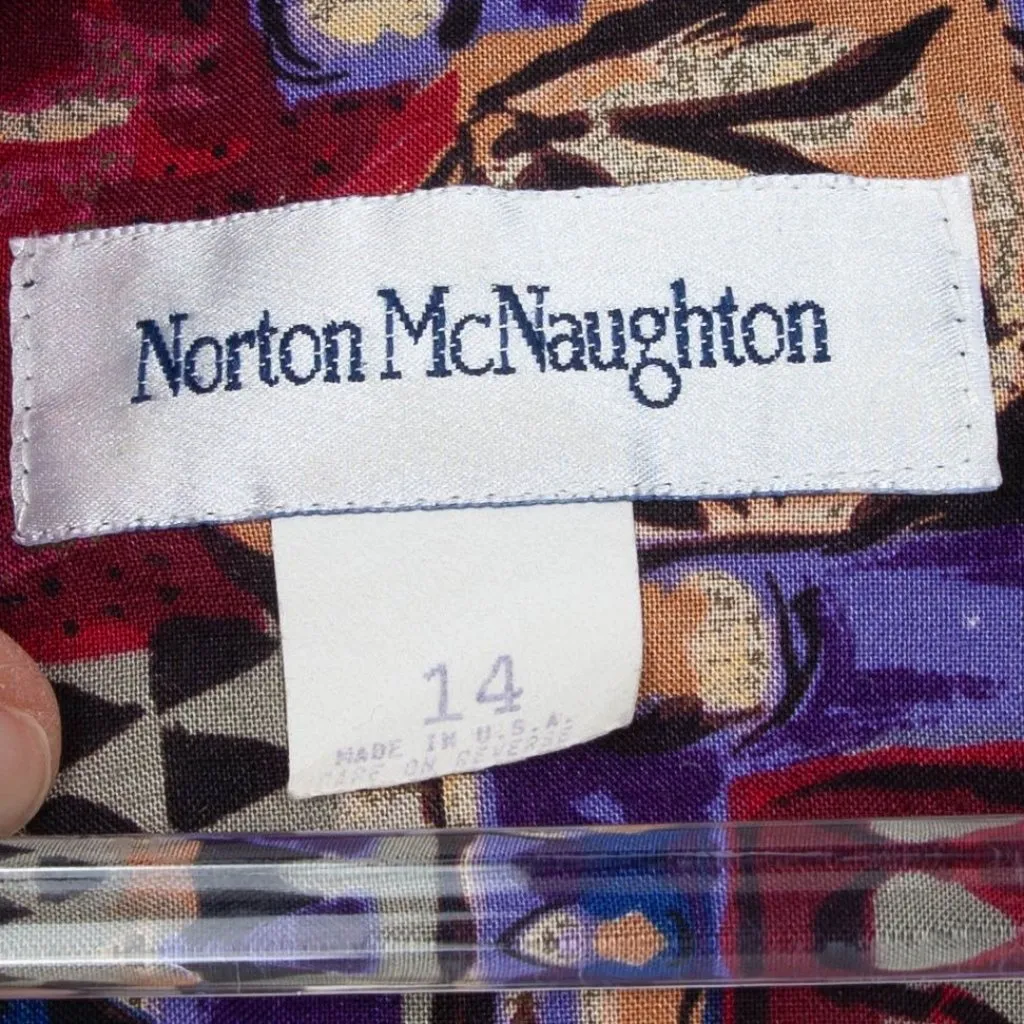 Norton McNaughton
14
MADE IN U.S.A.
CARE ON REVERSE